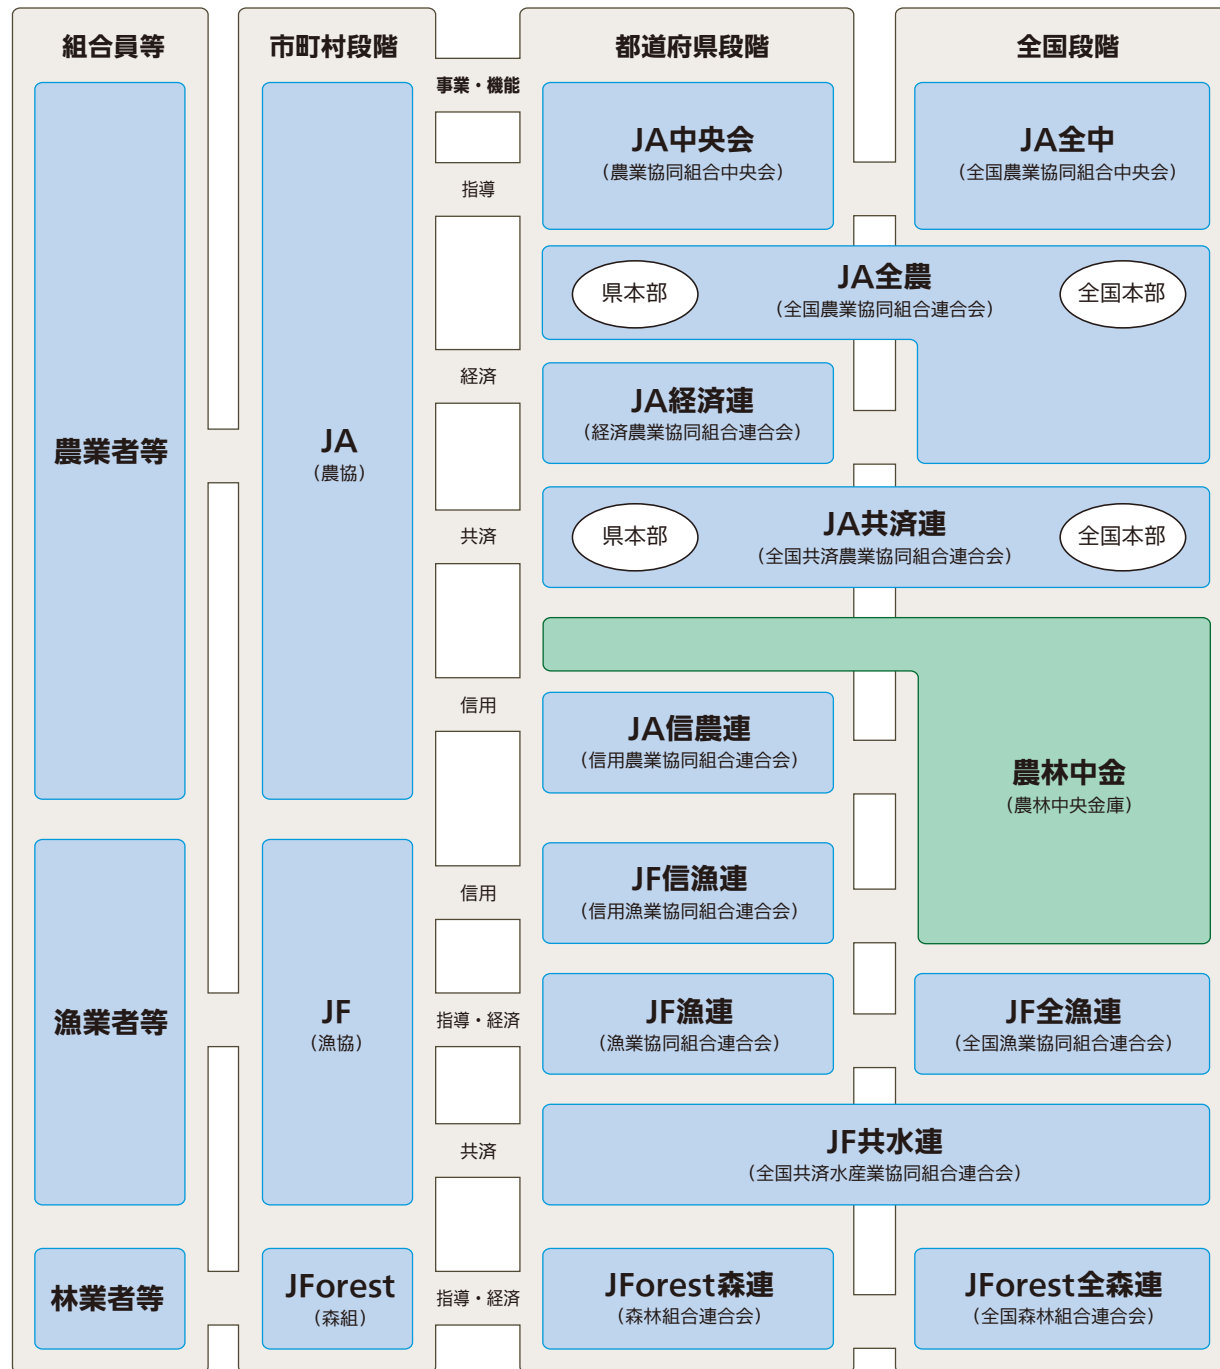 組合員等
市町村段階
都道府県段階
全国段階
事業・機能
指導
経済
共済
信用
信用
指導・経済
共済
指導・経済
農業者等
漁業者等
林業者等
JA
(農協)
JF
(漁協)
JForest
(森組)
JA中央会
(農業協同組合中央会)
JA全中
(全国農業協同組合中央会)
県本部
JA全農
(全国農業協同組合連合会)
全国本部
JA経済連
(経済農業協同組合連合会)
県本部
JA共済連
(全国共済農業協同組合連合会)
全国本部
JA信農連
(信用農業協同組合連合会)
農林中金
(農林中央金庫)
JF信漁連
(信用漁業協同組合連合会)
JF漁連
(漁業協同組合連合会)
JF全漁連
(全国漁業協同組合連合会)
JF共水連
(全国共済水産業協同組合連合会)
JForest森連
(森林組合連合会)
JForest全森連
(全国森林組合連合会)